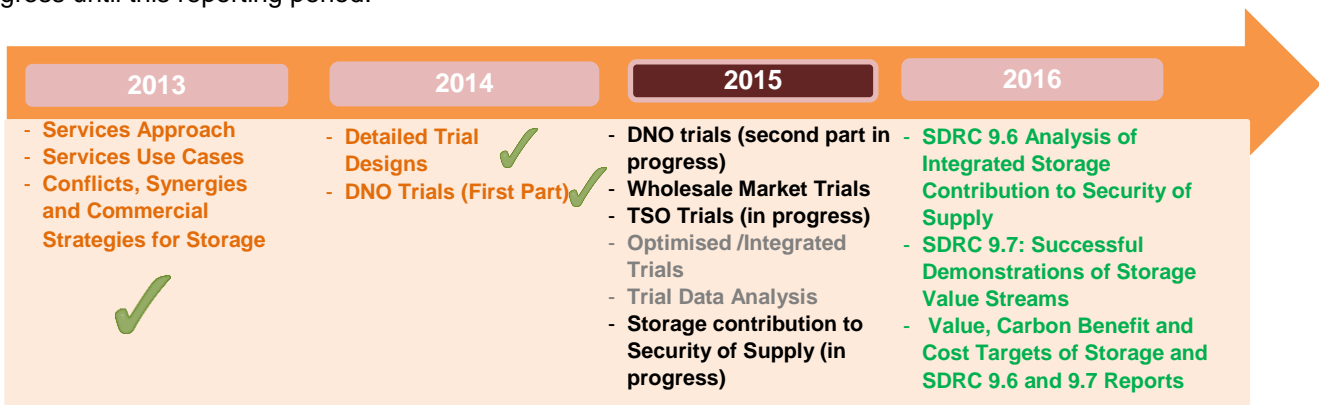 gress until this reporting period.
2013
2014
2015
2016
- Services Approach
- Services Use Cases
- Conflicts, Synergies
and Commercial
Strategies for Storage
- Detailed Trial
Designs
- DNO Trials (First Part)
- DNO trials (second part in
progress)
- Wholesale Market Trials
- TSO Trials (in progress)
- Optimised /Integrated
Trials
- Trial Data Analysis
- Storage contribution to
Security of Supply (in
progress)
- SDRC 9.6 Analysis of
Integrated Storage
Contribution to Security of
Supply
- SDRC 9.7: Successful
Demonstrations of Storage
Value Streams
- Value, Carbon Benefit and
Cost Targets of Storage and
SDRC 9.6 and 9.7 Reports